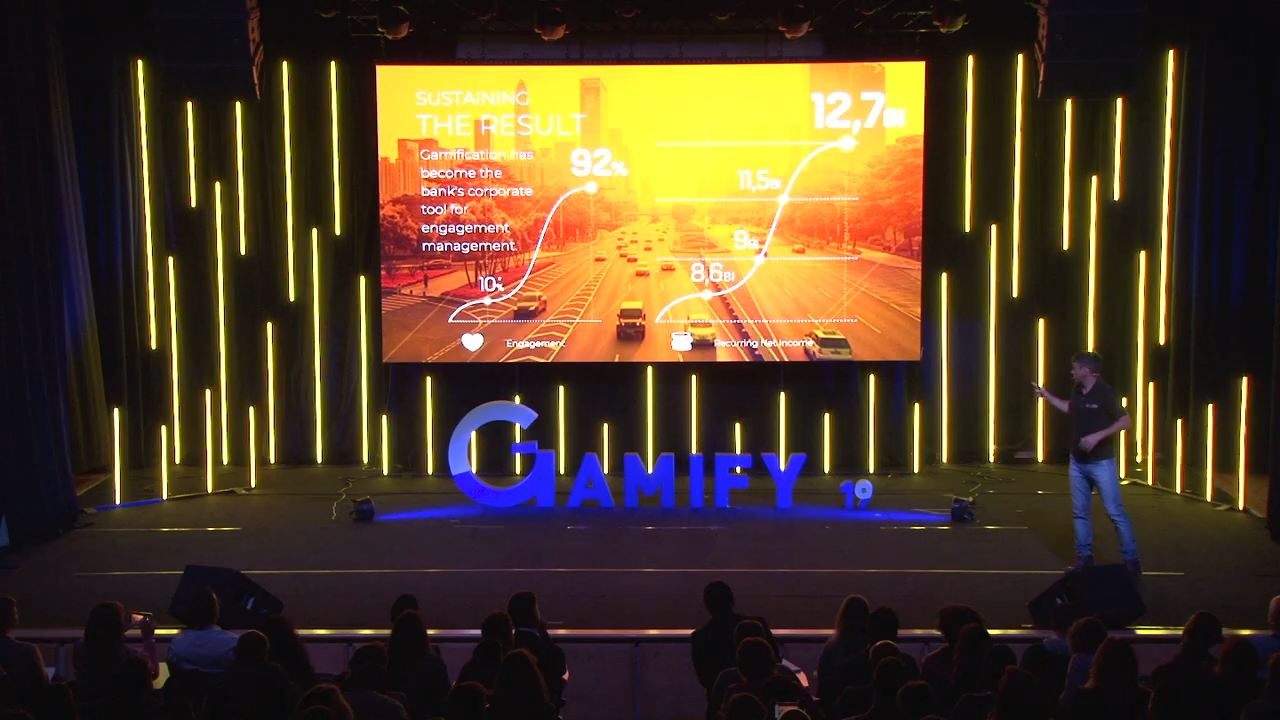 SUSTAINING
THE RESULT
Gamification has
become the
bank's corporate
tool for
engagement
management.
92%
10%
Engagement
12,7BI
11,5BI
9BI
8,6BI
Recurring Net Income
GAMIFY 19